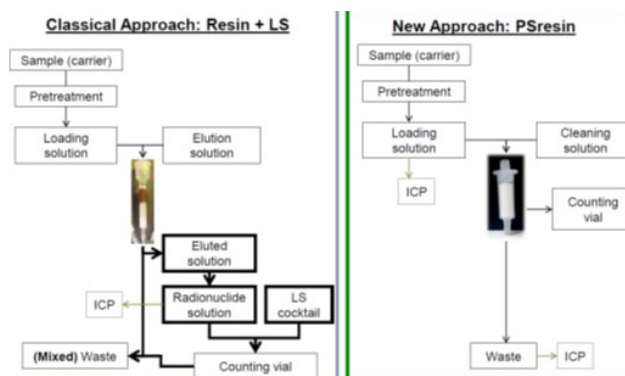 Classical Approach: Resin + LS
Sample (carrier)
Pretreatment
Loading
solution
Elution
solution
Eluted
solution
ICP
Radionuclide
solution
LS
cocktail
(Mixed) Waste
Counting vial
New Approach: PSresin
Sample (carrier)
Pretreatment
Loading
solution
Cleaning
solution
ICP
Counting
vial
Waste
ICP